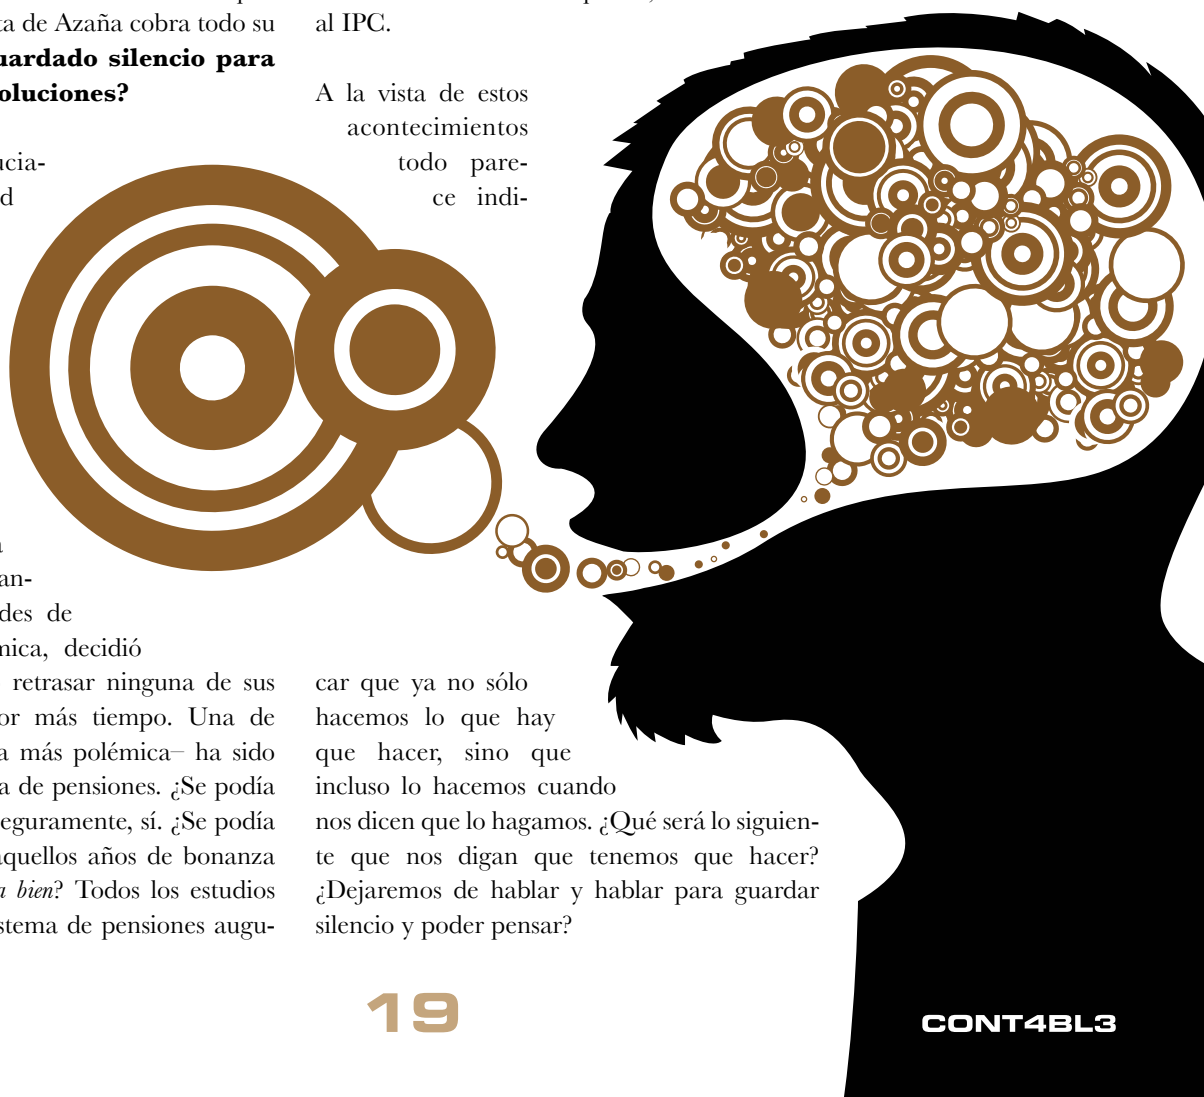 ta de Azaña cobra todo su
uardado silencio para
oluciones?
ucia-
d
an-
des de
mica, decidió
retrasar ninguna de sus
or más tiempo. Una de
a más polémica– ha sido
a de pensiones. ¿Se podía
eguramente, sí. ¿Se podía
aquellos años de bonanza
a bien? Todos los estudios
stema de pensiones augu-
al IPC.
A la vista de estos
acontecimientos
todo pare-
ce indi-
car que ya no sólo
hacemos lo que hay
que hacer, sino que
incluso lo hacemos cuando
nos dicen que lo hagamos. ¿Qué será lo siguien-
te que nos digan que tenemos que hacer?
¿Dejaremos de hablar y hablar para guardar
silencio y poder pensar?
19
CONT4BL3